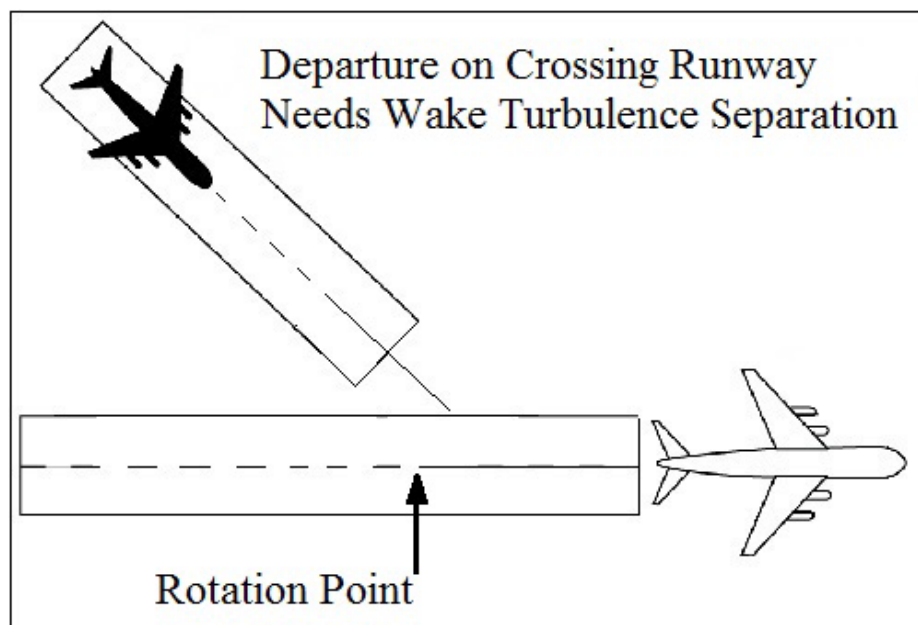 Departure on Crossing Runway
Needs Wake Turbulence Separation
Rotation Point